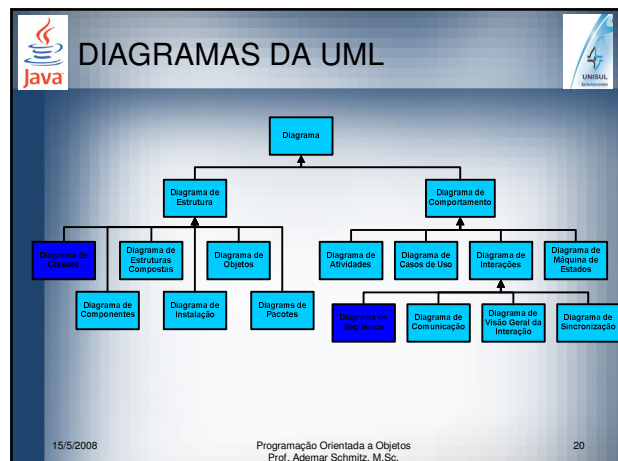 Java
DIAGRAMAS DA UML
UNISUL
Diagrama
Diagrama de
Estrutura
Diagrama de
Comportamento
Diagrama de
Classes
Diagrama de
Estruturas
Compostas
Diagrama de
Objetos
Diagrama de
Atividades
Diagrama de
Casos de Uso
Diagrama de
Interações
Diagrama de
Máquina de
Estados
Diagrama de
Componentes
Diagrama de
Instalação
Diagrams de
Pacotes
Diagrama de
Seqüência
Diagrama de
Comunicação
Diagrama de
Visão Geral da
Interação
Diagrama de
Sincronização
15/5/2008
Programação Orientada a Objetos
Prof. Ademar Schmitz, M.Sc.
20